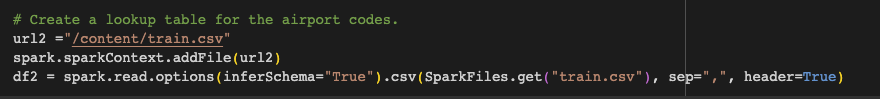 # Create a lookup table for the airport codes.
url2 ="/content/train.csv"
spark.sparkContext.addFile(url2)
df2 = spark.read.options(inferSchema="True").csv(SparkFiles.get("train.csv"), sep=",", header=True)